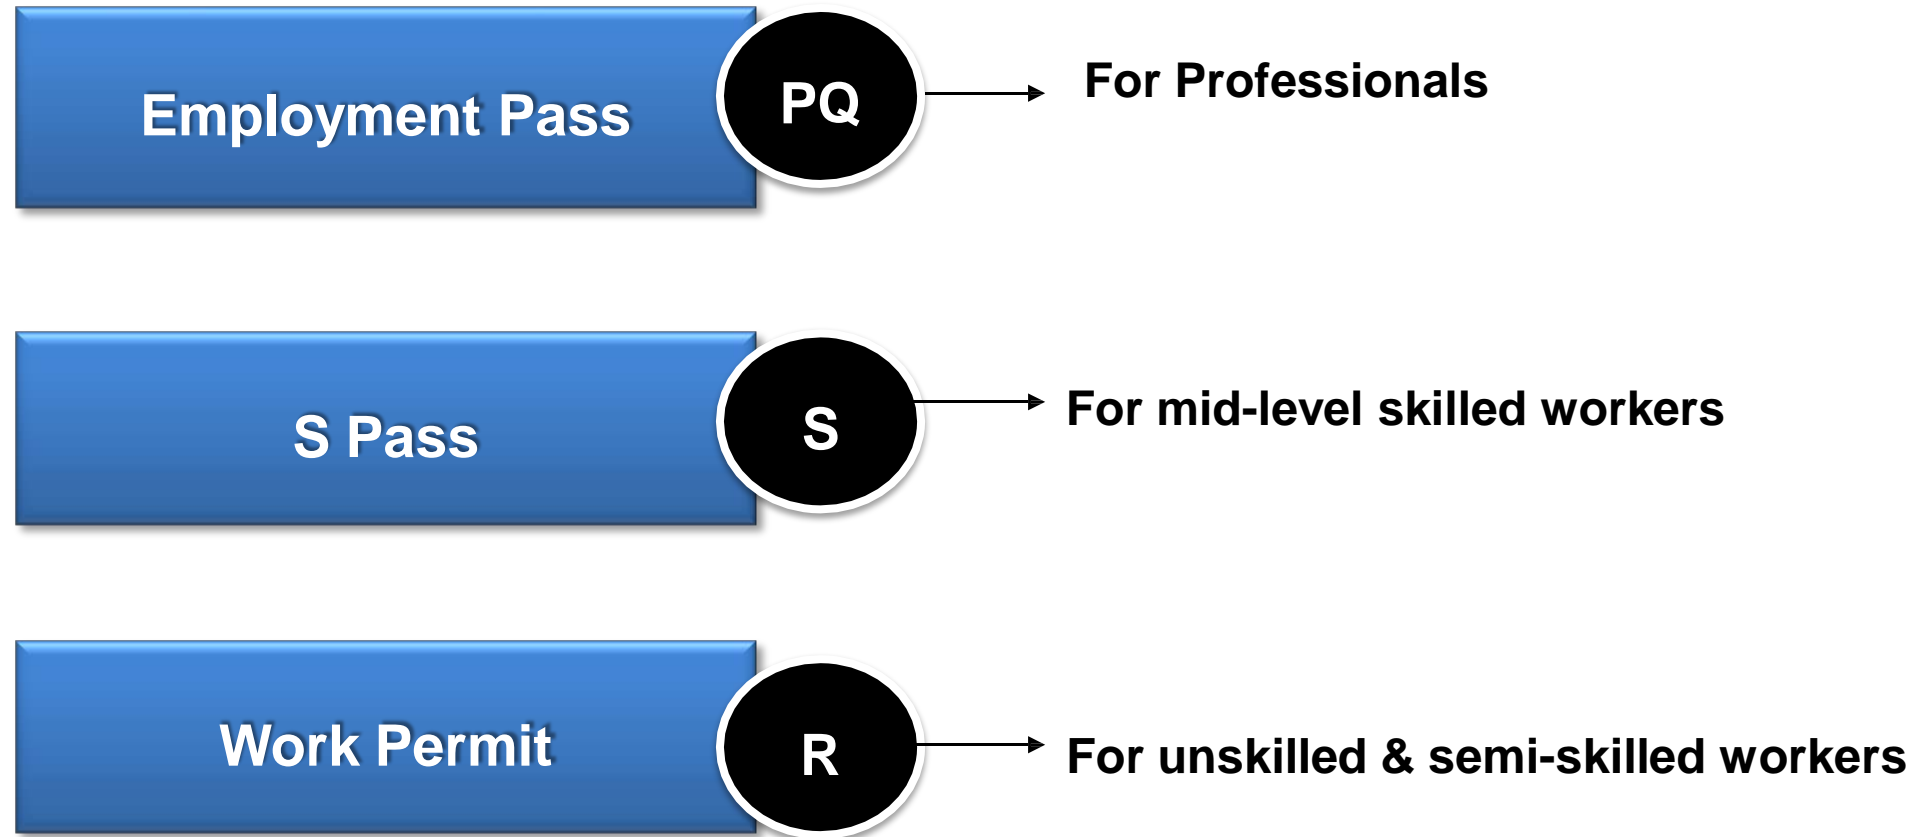 Employment Pass
PQ
For Professionals
S Pass
S
For mid-level skilled workers
Work Permit
R
For unskilled & semi-skilled workers